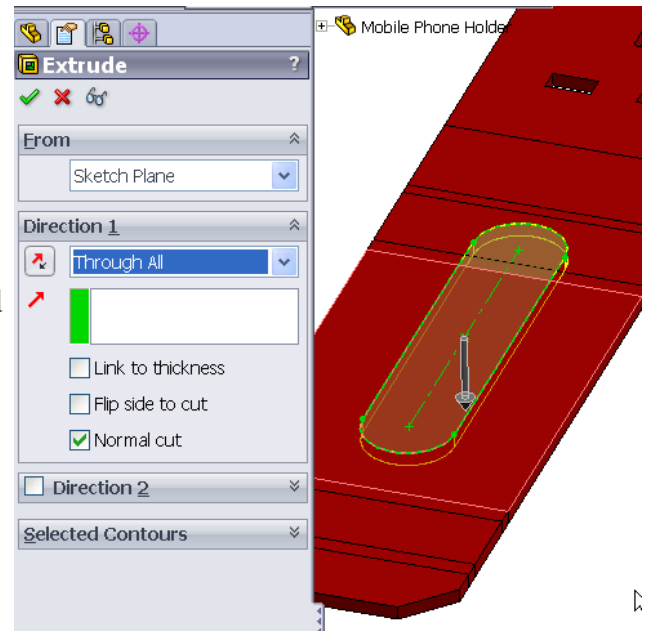 Mobile Phone Holde
Extrude ?
From
Sketch Plane
Direction 1
Through All
Link to thickness
Flip side to cut
Normal cut
Direction 2
Selected Contours